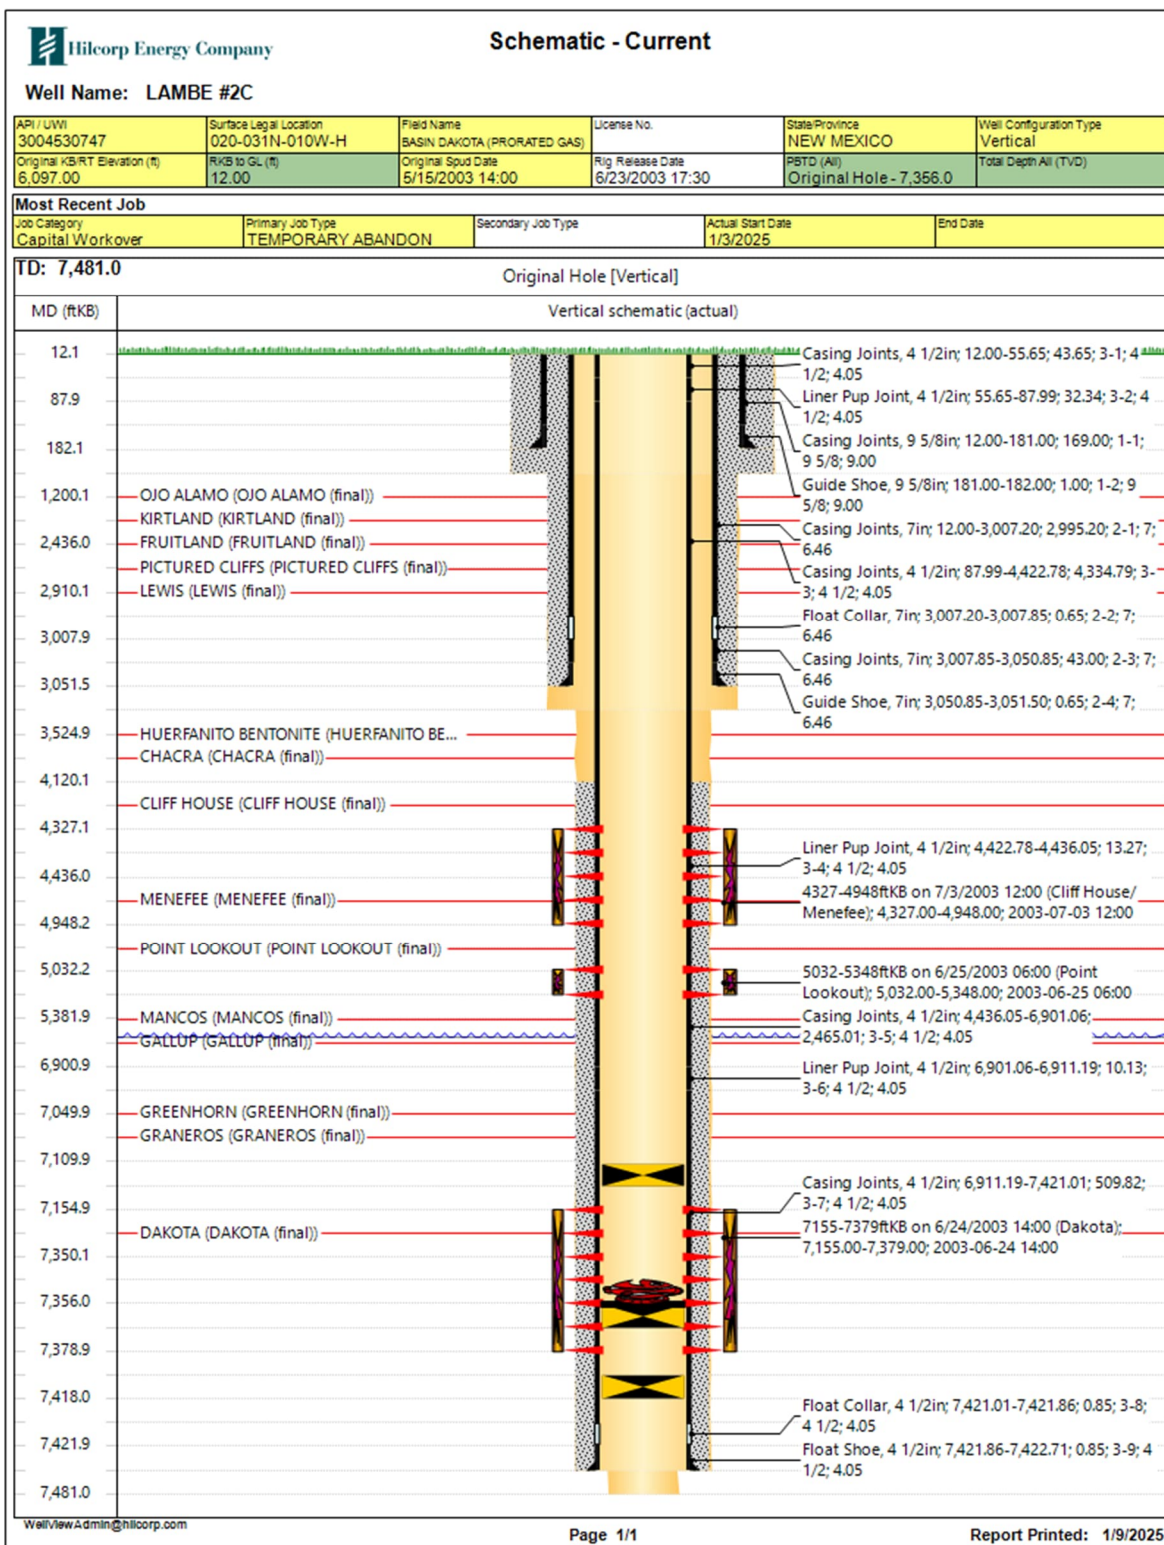 Hilcorp Energy Company
Schematic - Current
Well Name: LAMBE #2C
API / UWI
3004530747
Surface Legal Location
020-031N-010W-H
Field Name
BASIN DAKOTA (PRORATED GAS)
License No.
State/Province
NEW MEXICO
Well Configuration Type
Vertical
Original KB/RT Elevation (ft)
6,097.00
RKB to GL (ft)
12.00
Original Spud Date
5/15/2003 14:00
Rig Release Date
6/23/2003 17:30
PBTD (All)
Original Hole - 7,356.0
Total Depth All (TVD)
Most Recent Job
Job Category
Capital Workover
Primary Job Type
TEMPORARY ABANDON
Secondary Job Type
Actual Start Date
1/3/2025
End Date
TD: 7,481.0
Original Hole [Vertical]
MD (ftKB)
Vertical schematic (actual)
12.1
87.9
182.1
1,200.1
2,436.0
2,910.1
3,007.9
3,051.5
3,524.9
4,120.1
4,327.1
4,436.0
4,948.2
5,032.2
5,381.9
6,900.9
7,049.9
7,109.9
7,154.9
7,350.1
7,356.0
7,378.9
7,418.0
7,421.9
7,481.0
OJO ALAMO (OJO ALAMO (final))
KIRTLAND (KIRTLAND (final))
FRUITLAND (FRUITLAND (final))
PICTURED CLIFFS (PICTURED CLIFFS (final))
LEWIS (LEWIS (final))
HUERFANITO BENTONITE (HUERFANITO BE...
CHACRA (CHACRA (final))
CLIFF HOUSE (CLIFF HOUSE (final))
MENEFEE (MENEFEE (final))
POINT LOOKOUT (POINT LOOKOUT (final))
MANCOS (MANCOS (final))
GALLUP (GALLUP (final))
GREENHORN (GREENHORN (final))
GRANEROS (GRANEROS (final))
DAKOTA (DAKOTA (final))
Casing Joints, 4 1/2in; 12.00-55.65; 43.65; 3-1; 4
1/2; 4.05
Liner Pup Joint, 4 1/2in; 55.65-87.99; 32.34; 3-2; 4
1/2; 4.05
Casing Joints, 9 5/8in; 12.00-181.00; 169.00; 1-1;
9 5/8; 9.00
Guide Shoe, 9 5/8in; 181.00-182.00; 1.00; 1-2; 9
5/8; 9.00
Casing Joints, 7in; 12.00-3,007.20; 2,995.20; 2-1; 7;
6.46
Casing Joints, 4 1/2in; 87.99-4,422.78; 4,334.79; 3-
3; 4 1/2; 4.05
Float Collar, 7in; 3,007.20-3,007.85; 0.65; 2-2; 7;
6.46
Casing Joints, 7in; 3,007.85-3,050.85; 43.00; 2-3; 7;
6.46
Guide Shoe, 7in; 3,050.85-3,051.50; 0.65; 2-4; 7;
6.46
Liner Pup Joint, 4 1/2in; 4,422.78-4,436.05; 13.27;
3-4; 4 1/2; 4.05
4327-4948ftKB on 7/3/2003 12:00 (Cliff House/
Menefee); 4,327.00-4,948.00; 2003-07-03 12:00
5032-5348ftKB on 6/25/2003 06:00 (Point
Lookout); 5,032.00-5,348.00; 2003-06-25 06:00
Casing Joints, 4 1/2in; 4,436.05-6,901.06;
2,465.01; 3-5; 4 1/2; 4.05
Liner Pup Joint, 4 1/2in; 6,901.06-6,911.19; 10.13;
3-6; 4 1/2; 4.05
Casing Joints, 4 1/2in; 6,911.19-7,421.01; 509.82;
3-7; 4 1/2; 4.05
7155-7379ftKB on 6/24/2003 14:00 (Dakota);
7,155.00-7,379.00; 2003-06-24 14:00
Float Collar, 4 1/2in; 7,421.01-7,421.86; 0.85; 3-8;
4 1/2; 4.05
Float Shoe, 4 1/2in; 7,421.86-7,422.71; 0.85; 3-9; 4
1/2; 4.05
WellViewAdmin@hilcorp.com
Page 1/1
Report Printed: 1/9/2025